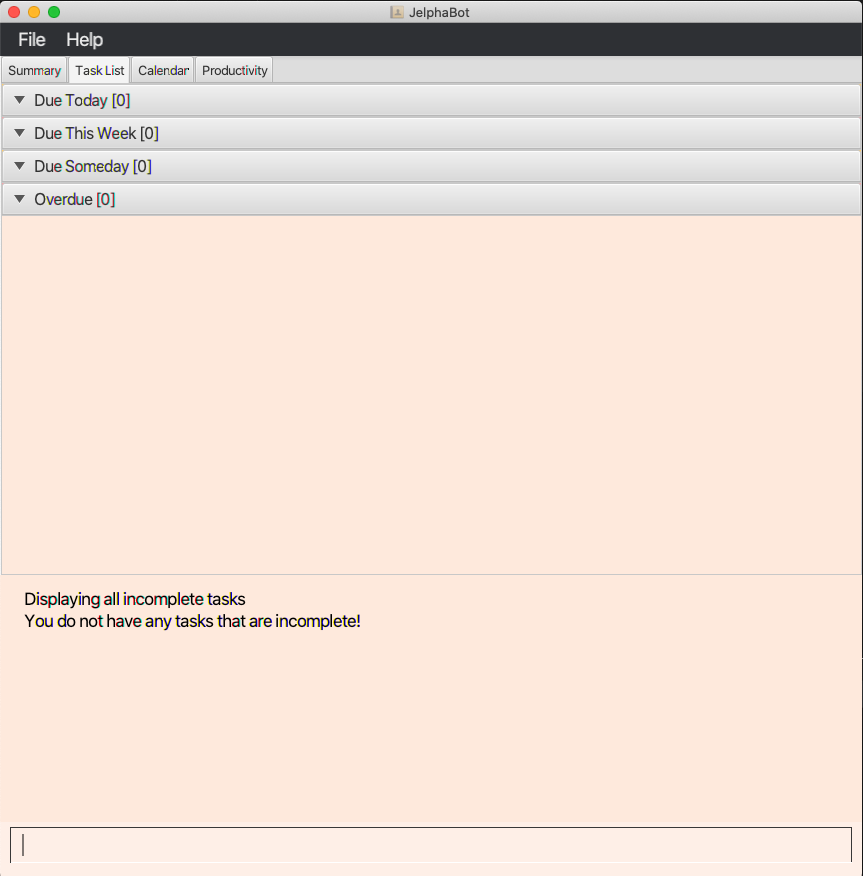 JelphaBot
File Help
Summary Task List Calendar Productivity
Due Today [0]
Due This Week [0]
Due Someday [0]
Overdue [0]
Displaying all incomplete tasks
You do not have any tasks that are incomplete!